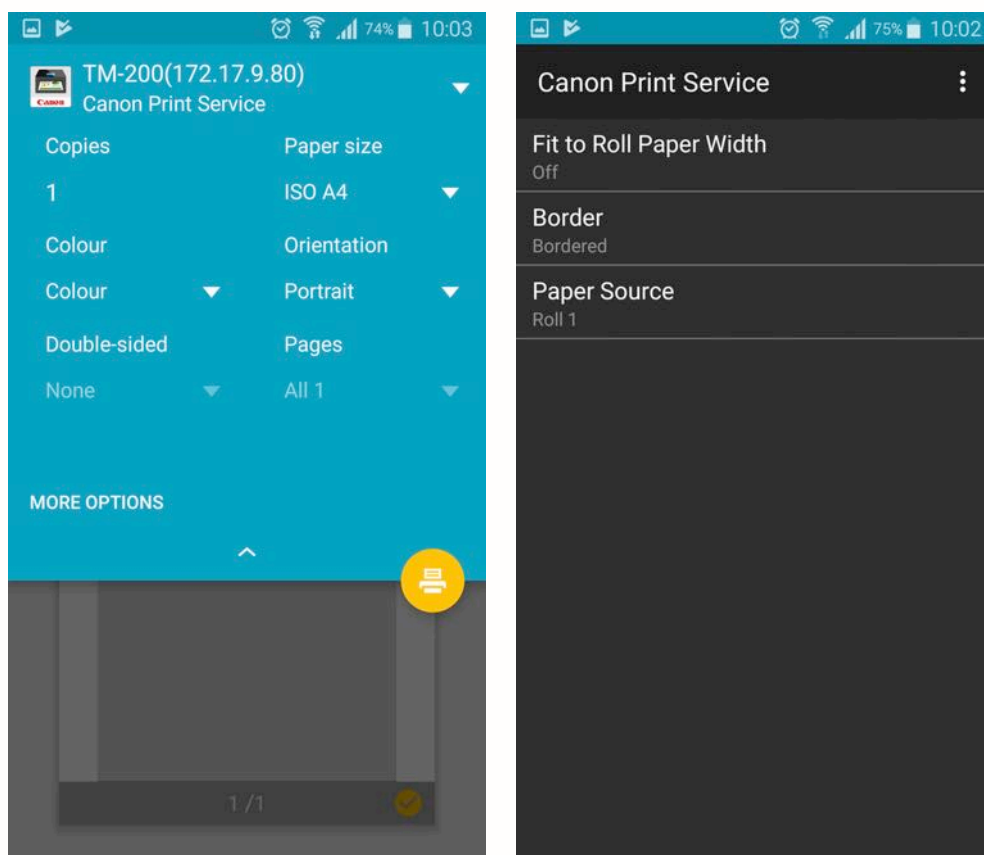 74% 10:03
TM-200(172.17.9.80)
Canon
Canon Print Service
Copies
Paper size
1
ISO A4
Colour
Orientation
Colour
Portrait
Double-sided
Pages
None
All 1
MORE OPTIONS
1/1
75% 10:02
Canon Print Service
Fit to Roll Paper Width
Off
Border
Bordered
Paper Source
Roll 1